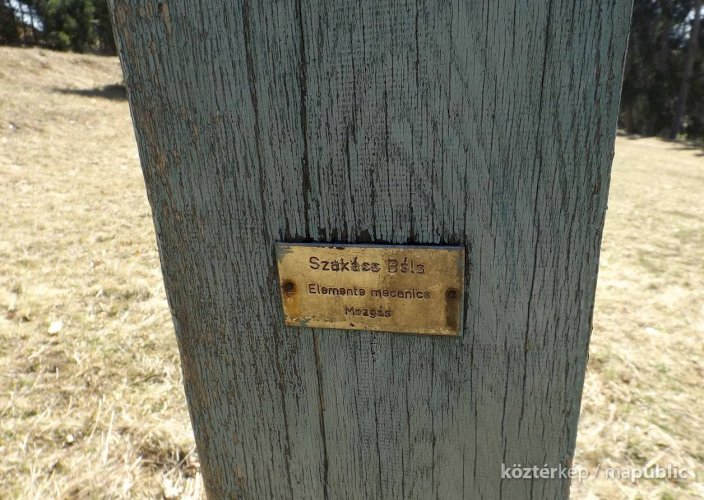 Szakács Béla
Elemente mecanice
Mozgás
köztérkép / mapublic